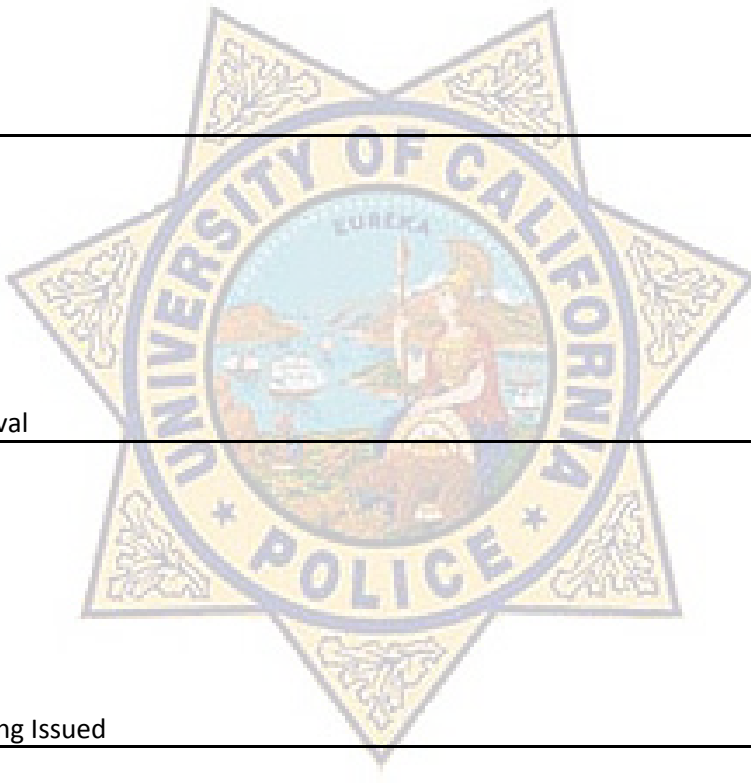 UNIVERSITY OF CALIFORNIA
EUREKA
val
★ POLICE ★
ng Issued